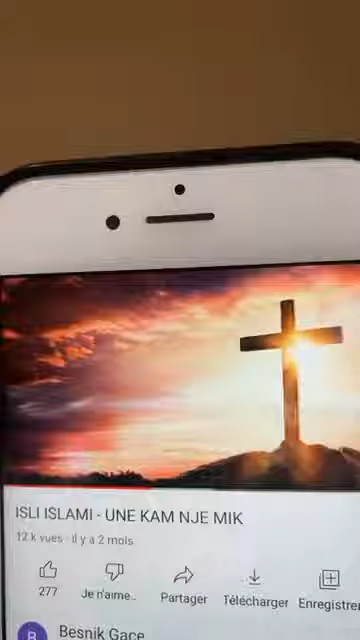 ISLI ISLAMI - UNE KAM NJE MIK
12 k vues · il y a 2 mois
277 Je n'aime... Partager Télécharger Enregistrer
B Besnik Gace